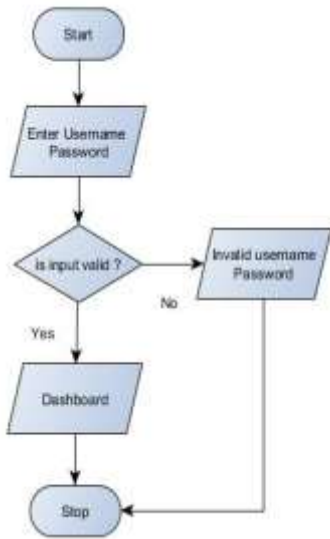 Start
Enter Username
Password
is input valid ?
Invalid username
Password
No
Yes
Dashboard
Stop